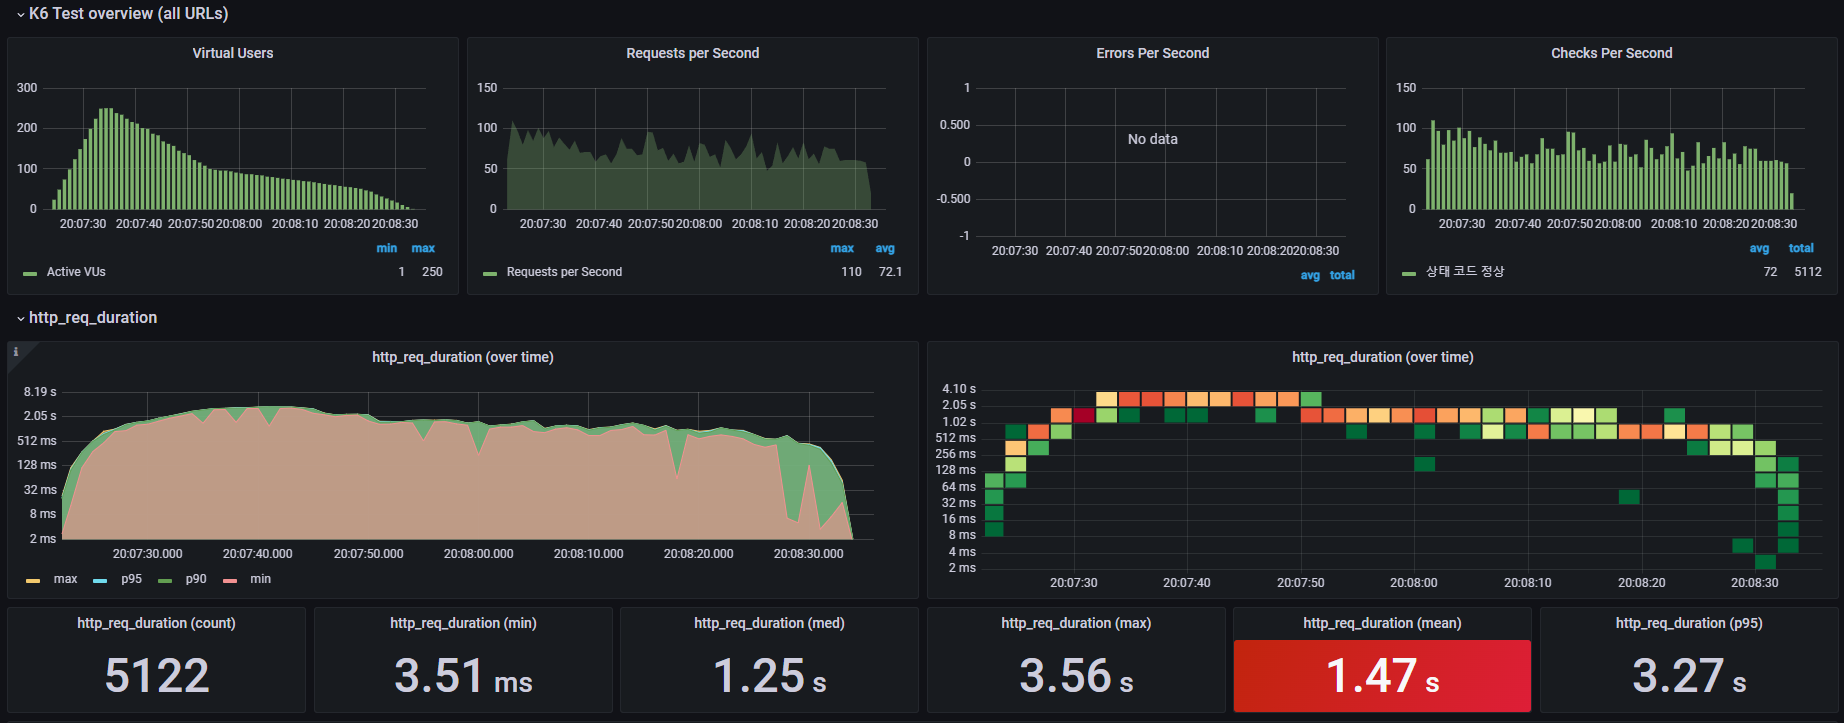 K6 Test overview (all URLs)
Virtual Users
300
200
100
0
20:07:30 20:07:40 20:07:50 20:08:00 20:08:10 20:08:20 20:08:30
min max
Active VUs 1 250
Requests per Second
150
100
50
0
20:07:30 20:07:40 20:07:50 20:08:00 20:08:10 20:08:20 20:08:30
max avg
Requests per Second 110 72.1
Errors Per Second
1
0.500
0
-0.500
-1
No data
20:07:30 20:07:40 20:07:50 20:08:00 20:08:10 20:08:20 20:08:30
avg total
Checks Per Second
150
100
50
0
20:07:30 20:07:40 20:07:50 20:08:00 20:08:10 20:08:20 20:08:30
avg total
상태 코드 정상 72 5112
http_req_duration
i
http_req_duration (over time)
8.19 s
2.05 s
512 ms
128 ms
32 ms
8 ms
2 ms
20:07:30.000 20:07:40.000 20:07:50.000 20:08:00.000 20:08:10.000 20:08:20.000 20:08:30.000
max p95 p90 min
http_req_duration (over time)
4.10 s
2.05 s
1.02 s
512 ms
256 ms
128 ms
64 ms
32 ms
16 ms
8 ms
4 ms
2 ms
20:07:30 20:07:40 20:07:50 20:08:00 20:08:10 20:08:20 20:08:30
http_req_duration (count)
5122
http_req_duration (min)
3.51 ms
http_req_duration (med)
1.25 s
http_req_duration (max)
3.56 s
http_req_duration (mean)
1.47 s
http_req_duration (p95)
3.27 s